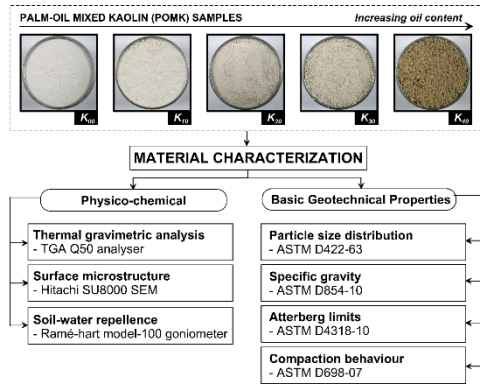 PALM-OIL MIXED KAOLIN (POMK) SAMPLES
Increasing oil content
K00
K10
K20
K30
K40
MATERIAL CHARACTERIZATION
Physico-chemical
Basic Geotechnical Properties
Thermal gravimetric analysis
- TGA Q50 analyser
Surface microstructure
- Hitachi SU8000 SEM
Soil-water repellence
- Ramé-hart model-100 goniometer
Particle size distribution
- ASTM D422-63
Specific gravity
- ASTM D854-10
Atterberg limits
- ASTM D4318-10
Compaction behaviour
- ASTM D698-07